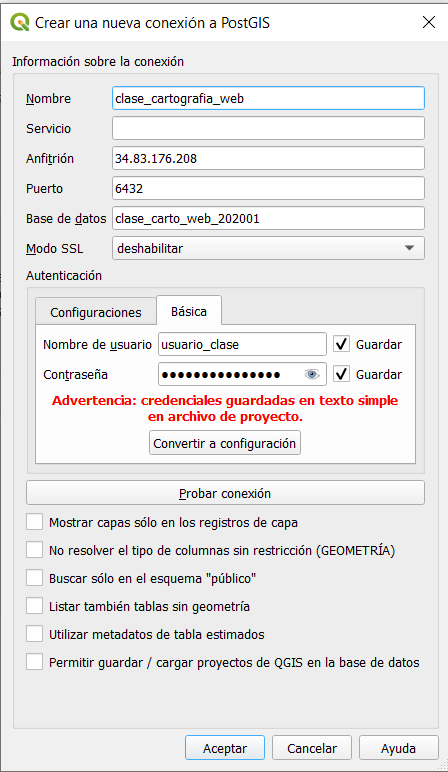 Crear una nueva conexión a PostGIS
Información sobre la conexión
Nombre clase_cartografia_web
Servicio
Anfitrión 34.83.176.208
Puerto 6432
Base de datos clase_carto_web_202001
Modo SSL deshabilitar
Autenticación
Configuraciones Básica
Nombre de usuario usuario_clase Guardar
Contraseña ●●●●●●●●●●●●●●● Guardar
Advertencia: credenciales guardadas en texto simple
en archivo de proyecto.
Convertir a configuración
Probar conexión
Mostrar capas sólo en los registros de capa
No resolver el tipo de columnas sin restricción (GEOMETRÍA)
Buscar sólo en el esquema "público"
Listar también tablas sin geometría
Utilizar metadatos de tabla estimados
Permitir guardar / cargar proyectos de QGIS en la base de datos
Aceptar Cancelar Ayuda